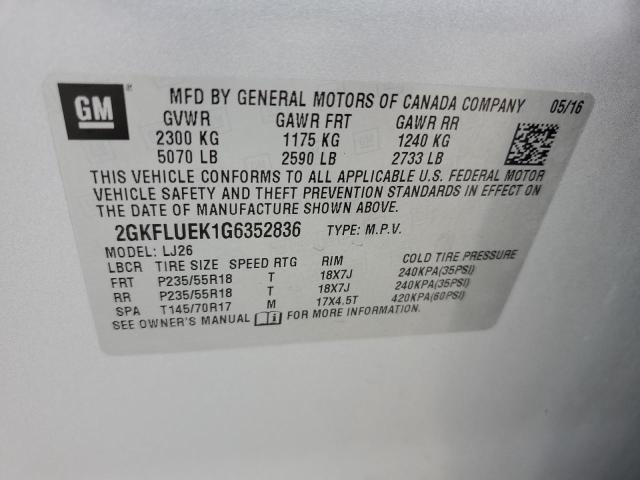 GM
MFD BY GENERAL MOTORS OF CANADA COMPANY 05/16
GVWR GAWR FRT GAWR RR
2300 KG 1175 KG 1240 KG
5070 LB 2590 LB 2733 LB
THIS VEHICLE CONFORMS TO ALL APPLICABLE U.S. FEDERAL MOTOR
VEHICLE SAFETY AND THEFT PREVENTION STANDARDS IN EFFECT ON
THE DATE OF MANUFACTURE SHOWN ABOVE.
2GKFLUEK1G6352836 TYPE: M.P.V.
MODEL: LJ26
LBCR TIRE SIZE SPEED RTG RIM COLD TIRE PRESSURE
FRT P235/55R18 T 18X7J 240KPA(35PSI)
RR P235/55R18 T 18X7J 240KPA(35PSI)
SPA T145/70R17 M 17X4.5T 420KPA(60PSI)
SEE OWNER'S MANUAL FOR MORE INFORMATION.